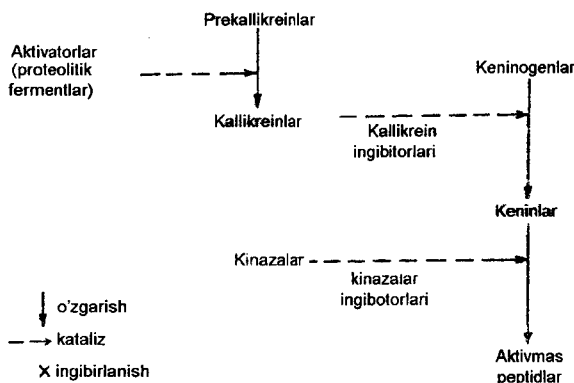 Prekallikreinlar
Aktivatorlar
(proteolitik
fermentlar)
Keninogenlar
Kallikreinlar
Kallikrein
ingibitorlari
Keninlar
Kinazalar
kinazalar
ingibotorlari
o'zgarish
kataliz
ingibirlanish
Aktivmas
peptidlar